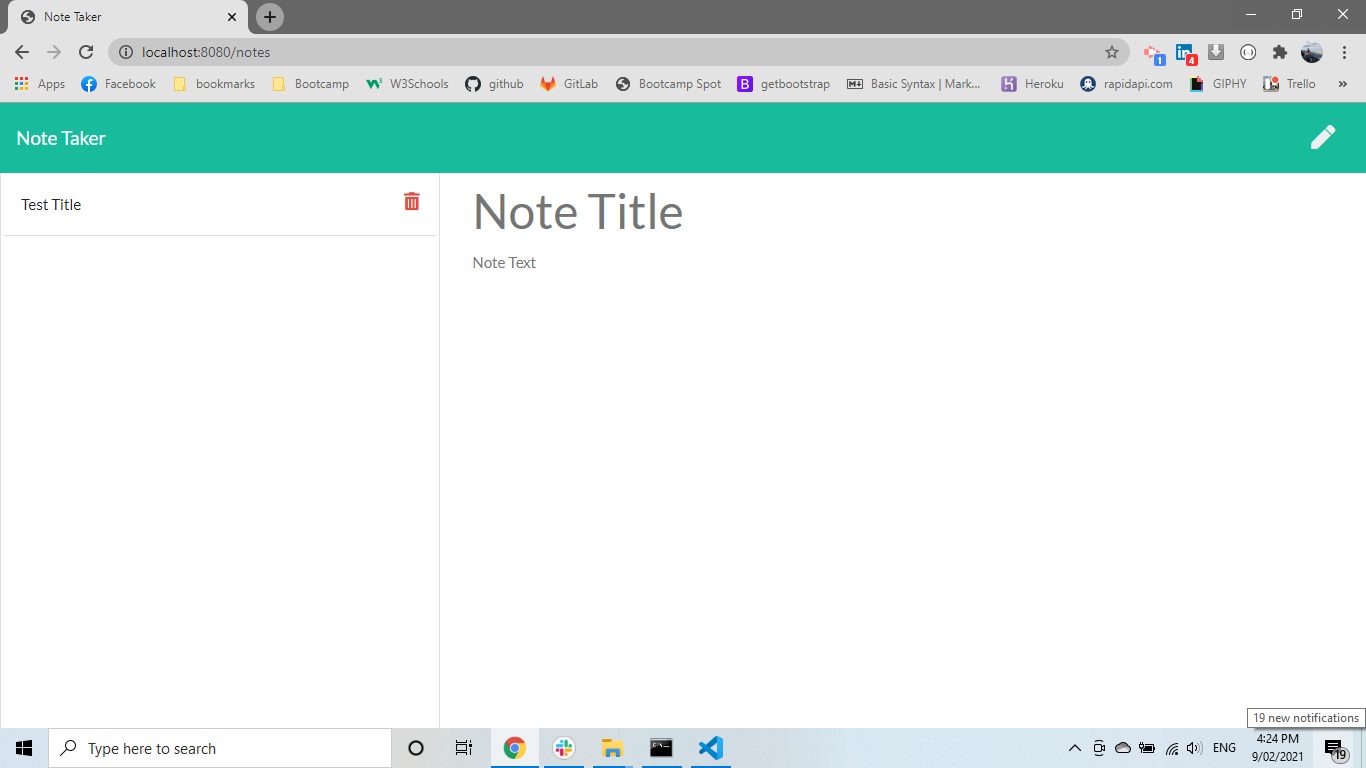 Note Taker
localhost:8080/notes
1
4
Apps Facebook bookmarks Bootcamp W3Schools github GitLab Bootcamp Spot getbootstrap Basic Syntax | Mark... Heroku rapidapi.com GIPHY Trello »
Note Taker
Test Title
Note Title
Note Text
19 new notifications
Type here to search
ENG
4:24 PM
9/02/2021
19